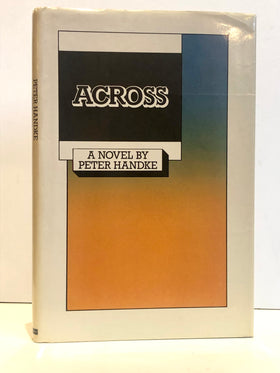 PETER HANDKE
ACROSS
A NOVEL BY
PETER HANDKE